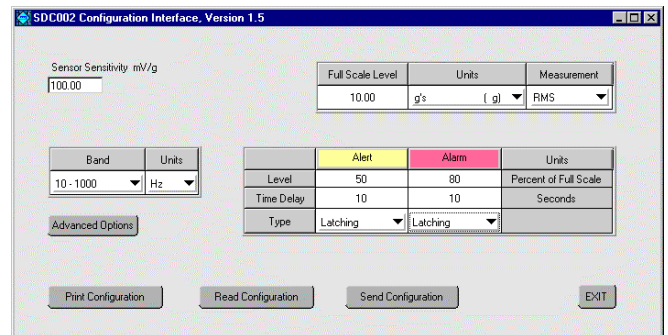 SDC002 Configuration Interface, Version 1.5
Sensor Sensitivity mV/g
100.00
Full Scale Level Units Measurement
10.00 g's ( g) RMS
Band Units
10 - 1000 Hz
Alert Alarm Units
Level 50 80 Percent of Full Scale
Time Delay 10 10 Seconds
Type Latching Latching
Advanced Options
Print Configuration Read Configuration Send Configuration EXIT